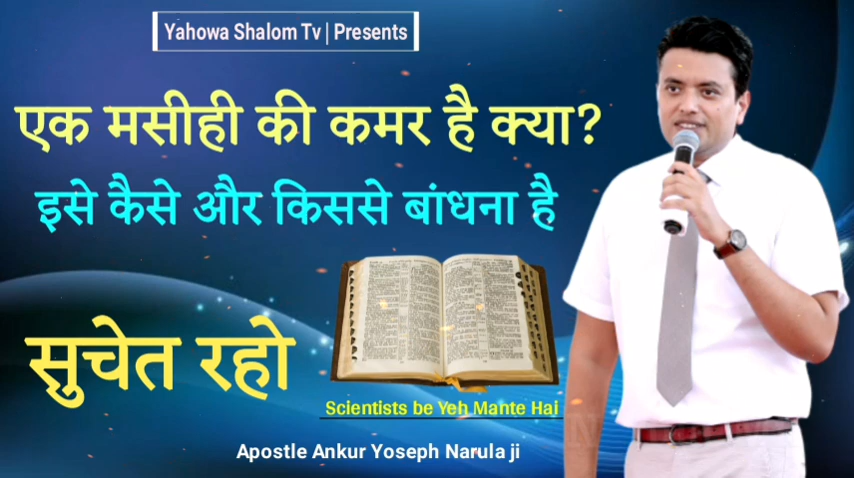 Yahowa Shalom Tv | Presents
एक मसीही की कमर है क्या?
इसे कैसे और किससे बांधना है
सुचेत रहो
Scientists be Yeh Mante Hai
Apostle Ankur Yoseph Narula ji